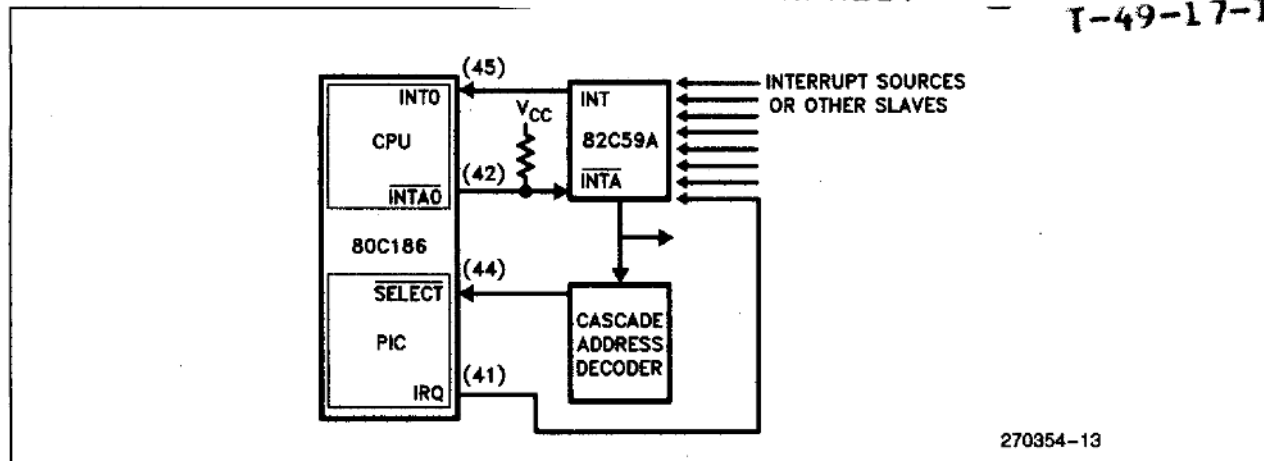 T-49-17-1
(45)
INT0
CPU
VCC
(42)
INTA0
80C186
(44)
SELECT
PIC
(41)
IRQ
INT
82C59A
INTA
CASCADE
ADDRESS
DECODER
INTERRUPT SOURCES
OR OTHER SLAVES
270354-13